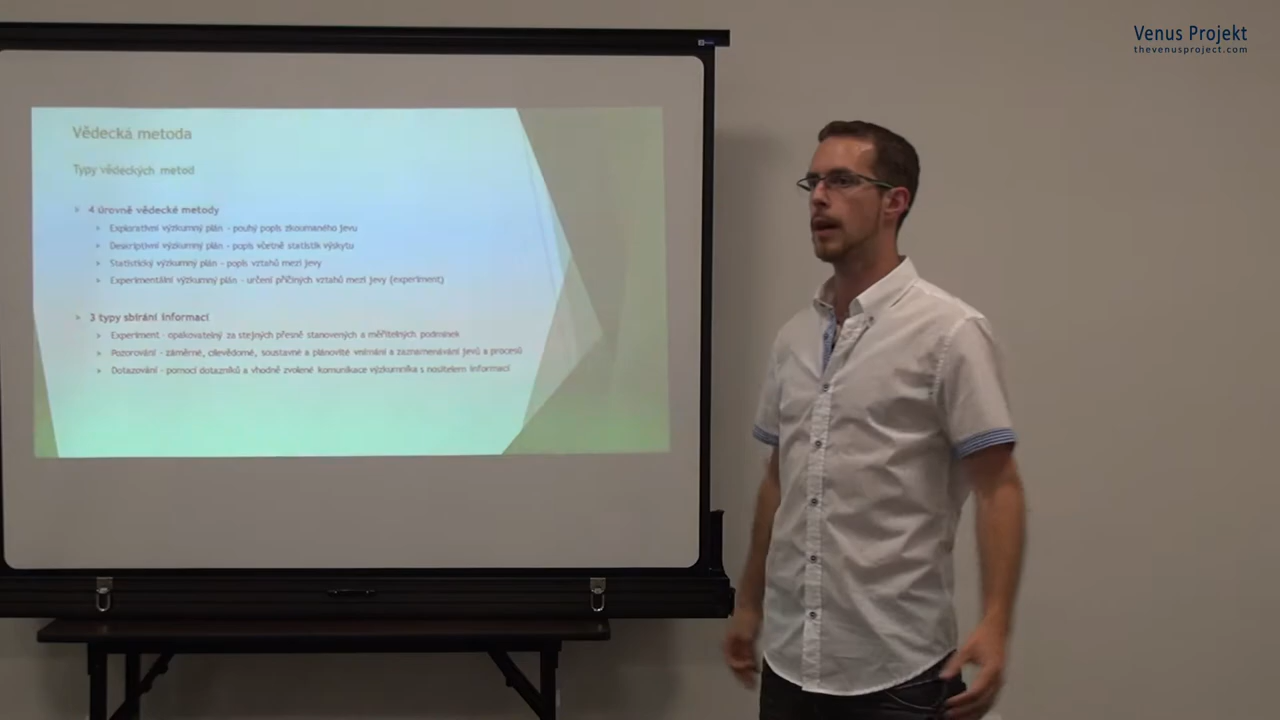 Venus Projekt
thevenusproject.com
Vědecká metoda
Typy vědeckých metod
4 úrovně vědecké metody
Explorativní výzkumný plán - pouhý popis zkoumaného jevu
Deskriptivní výzkumný plán - popis včetně statistik výskytu
Statistický výzkumný plán - popis vztahů mezi jevy
Experimentální výzkumný plán - určení příčiných vztahů mezi jevy (experiment)
3 typy sbírání informací
Experiment - opakovatelný za stejných přesně stanovených a měřitelných podmínek
Pozorování - záměrné, cílevědomé, soustavné a plánovité vnímání a zaznamenávání jevů a procesů
Dotazování - pomocí dotazníků a vhodně zvolené komunikace výzkumníka s nositelem informací